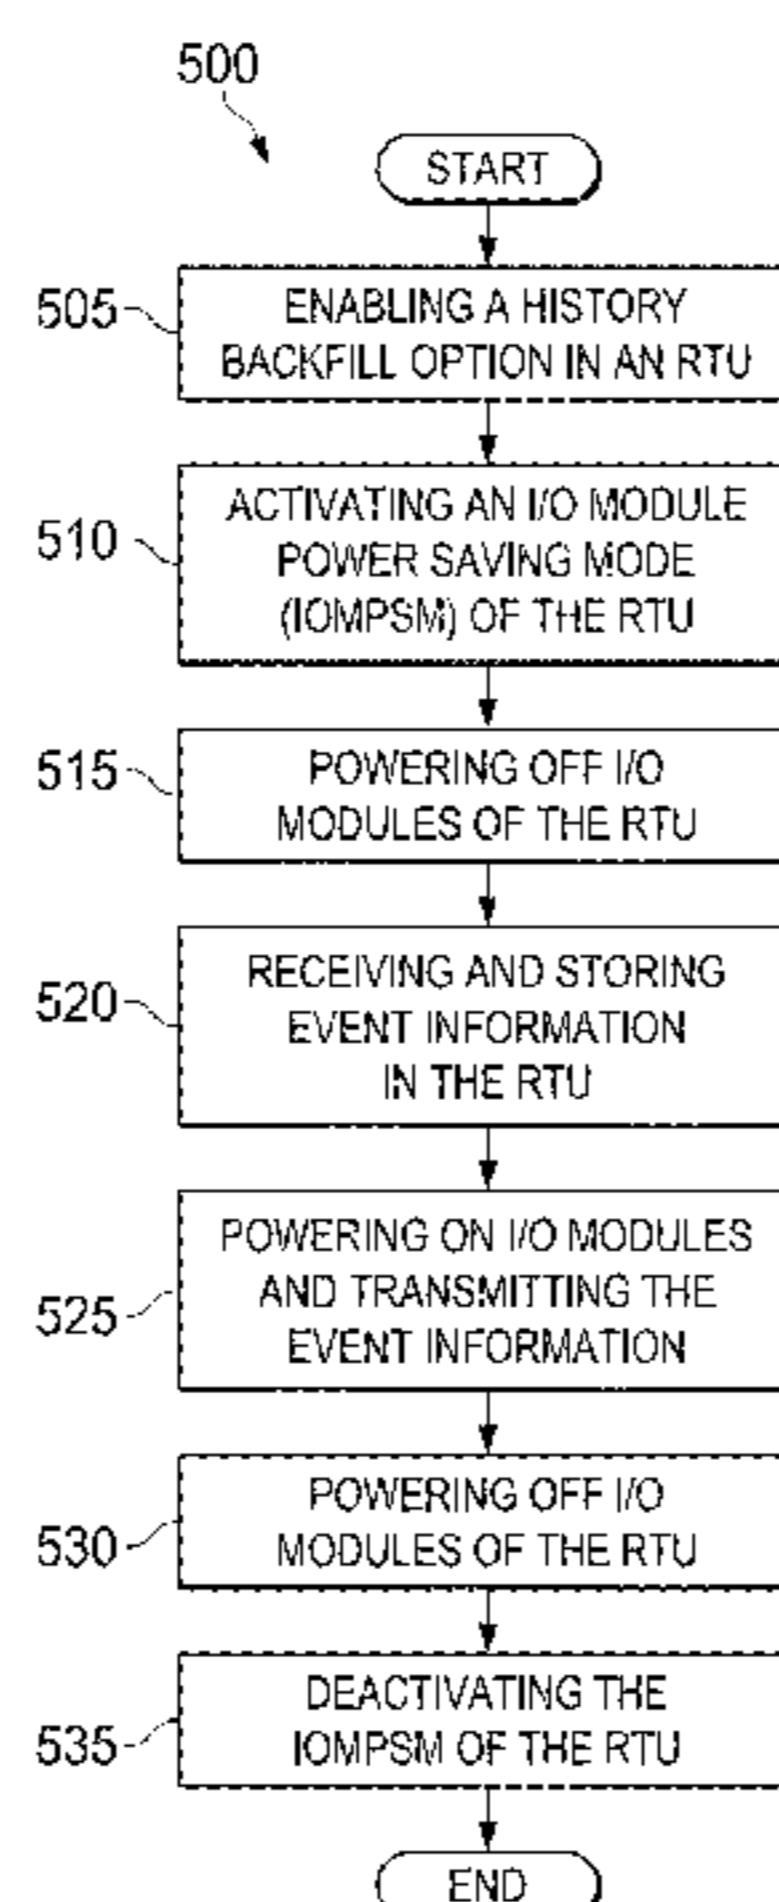 500
START
505
ENABLING A HISTORY
BACKFILL OPTION IN AN RTU
510
ACTIVATING AN I/O MODULE
POWER SAVING MODE
(IOMPSM) OF THE RTU
515
POWERING OFF I/O
MODULES OF THE RTU
520
RECEIVING AND STORING
EVENT INFORMATION
IN THE RTU
525
POWERING ON I/O MODULES
AND TRANSMITTING THE
EVENT INFORMATION
530
POWERING OFF I/O
MODULES OF THE RTU
535
DEACTIVATING THE
IOMPSM OF THE RTU
END